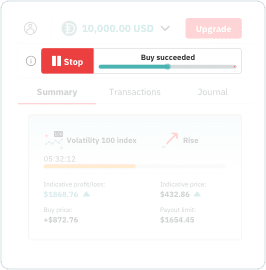 10,000.00 USD
Upgrade
Stop
Buy succeeded
Summary Transactions Journal
Volatility 100 Index Rise
05:32:12
Indicative profit/loss: Indicative price:
$1868.76 $432.86
Buy price: Payout limit:
+$872.76 $1654.45